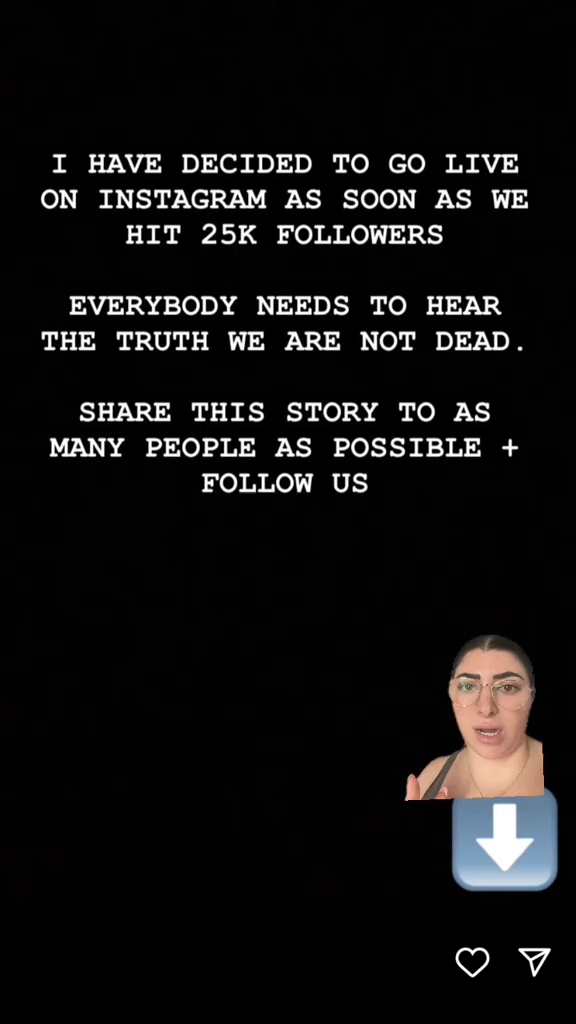 I HAVE DECIDED TO GO LIVE
ON INSTAGRAM AS SOON AS WE
HIT 25K FOLLOWERS
EVERYBODY NEEDS TO HEAR
THE TRUTH WE ARE NOT DEAD.
SHARE THIS STORY TO AS
MANY PEOPLE AS POSSIBLE +
FOLLOW US